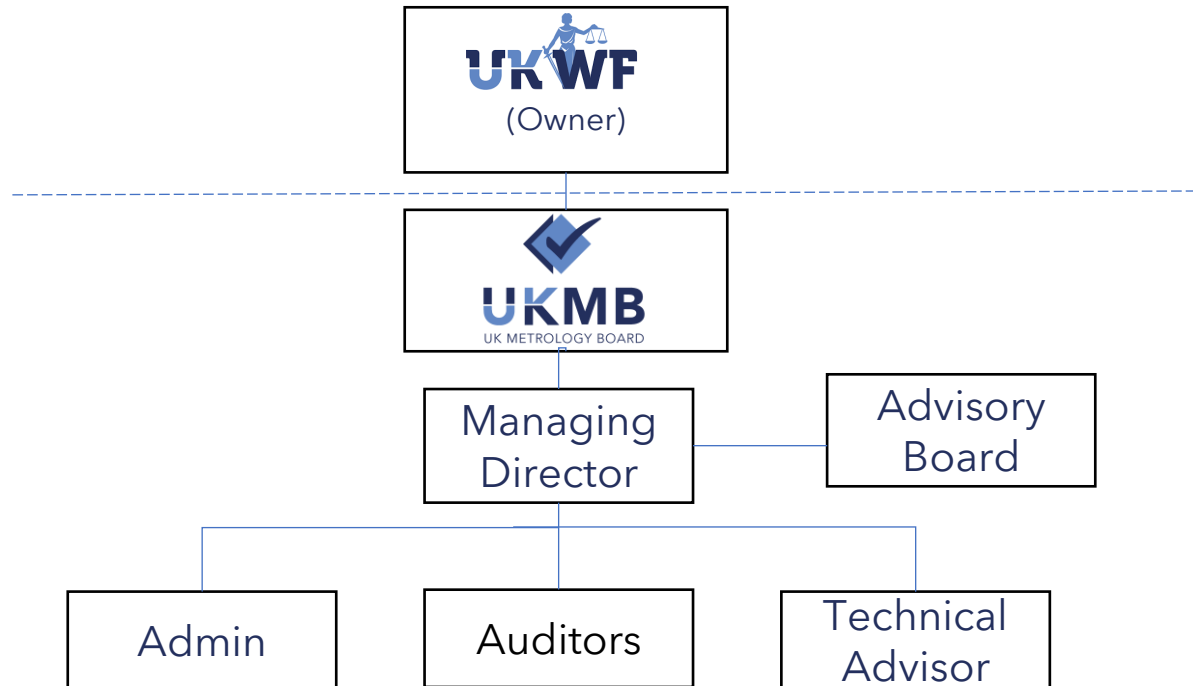 UKWF
(Owner)
UKMB
UK METROLOGY BOARD
Managing
Director
Advisory
Board
Admin
Auditors
Technical
Advisor